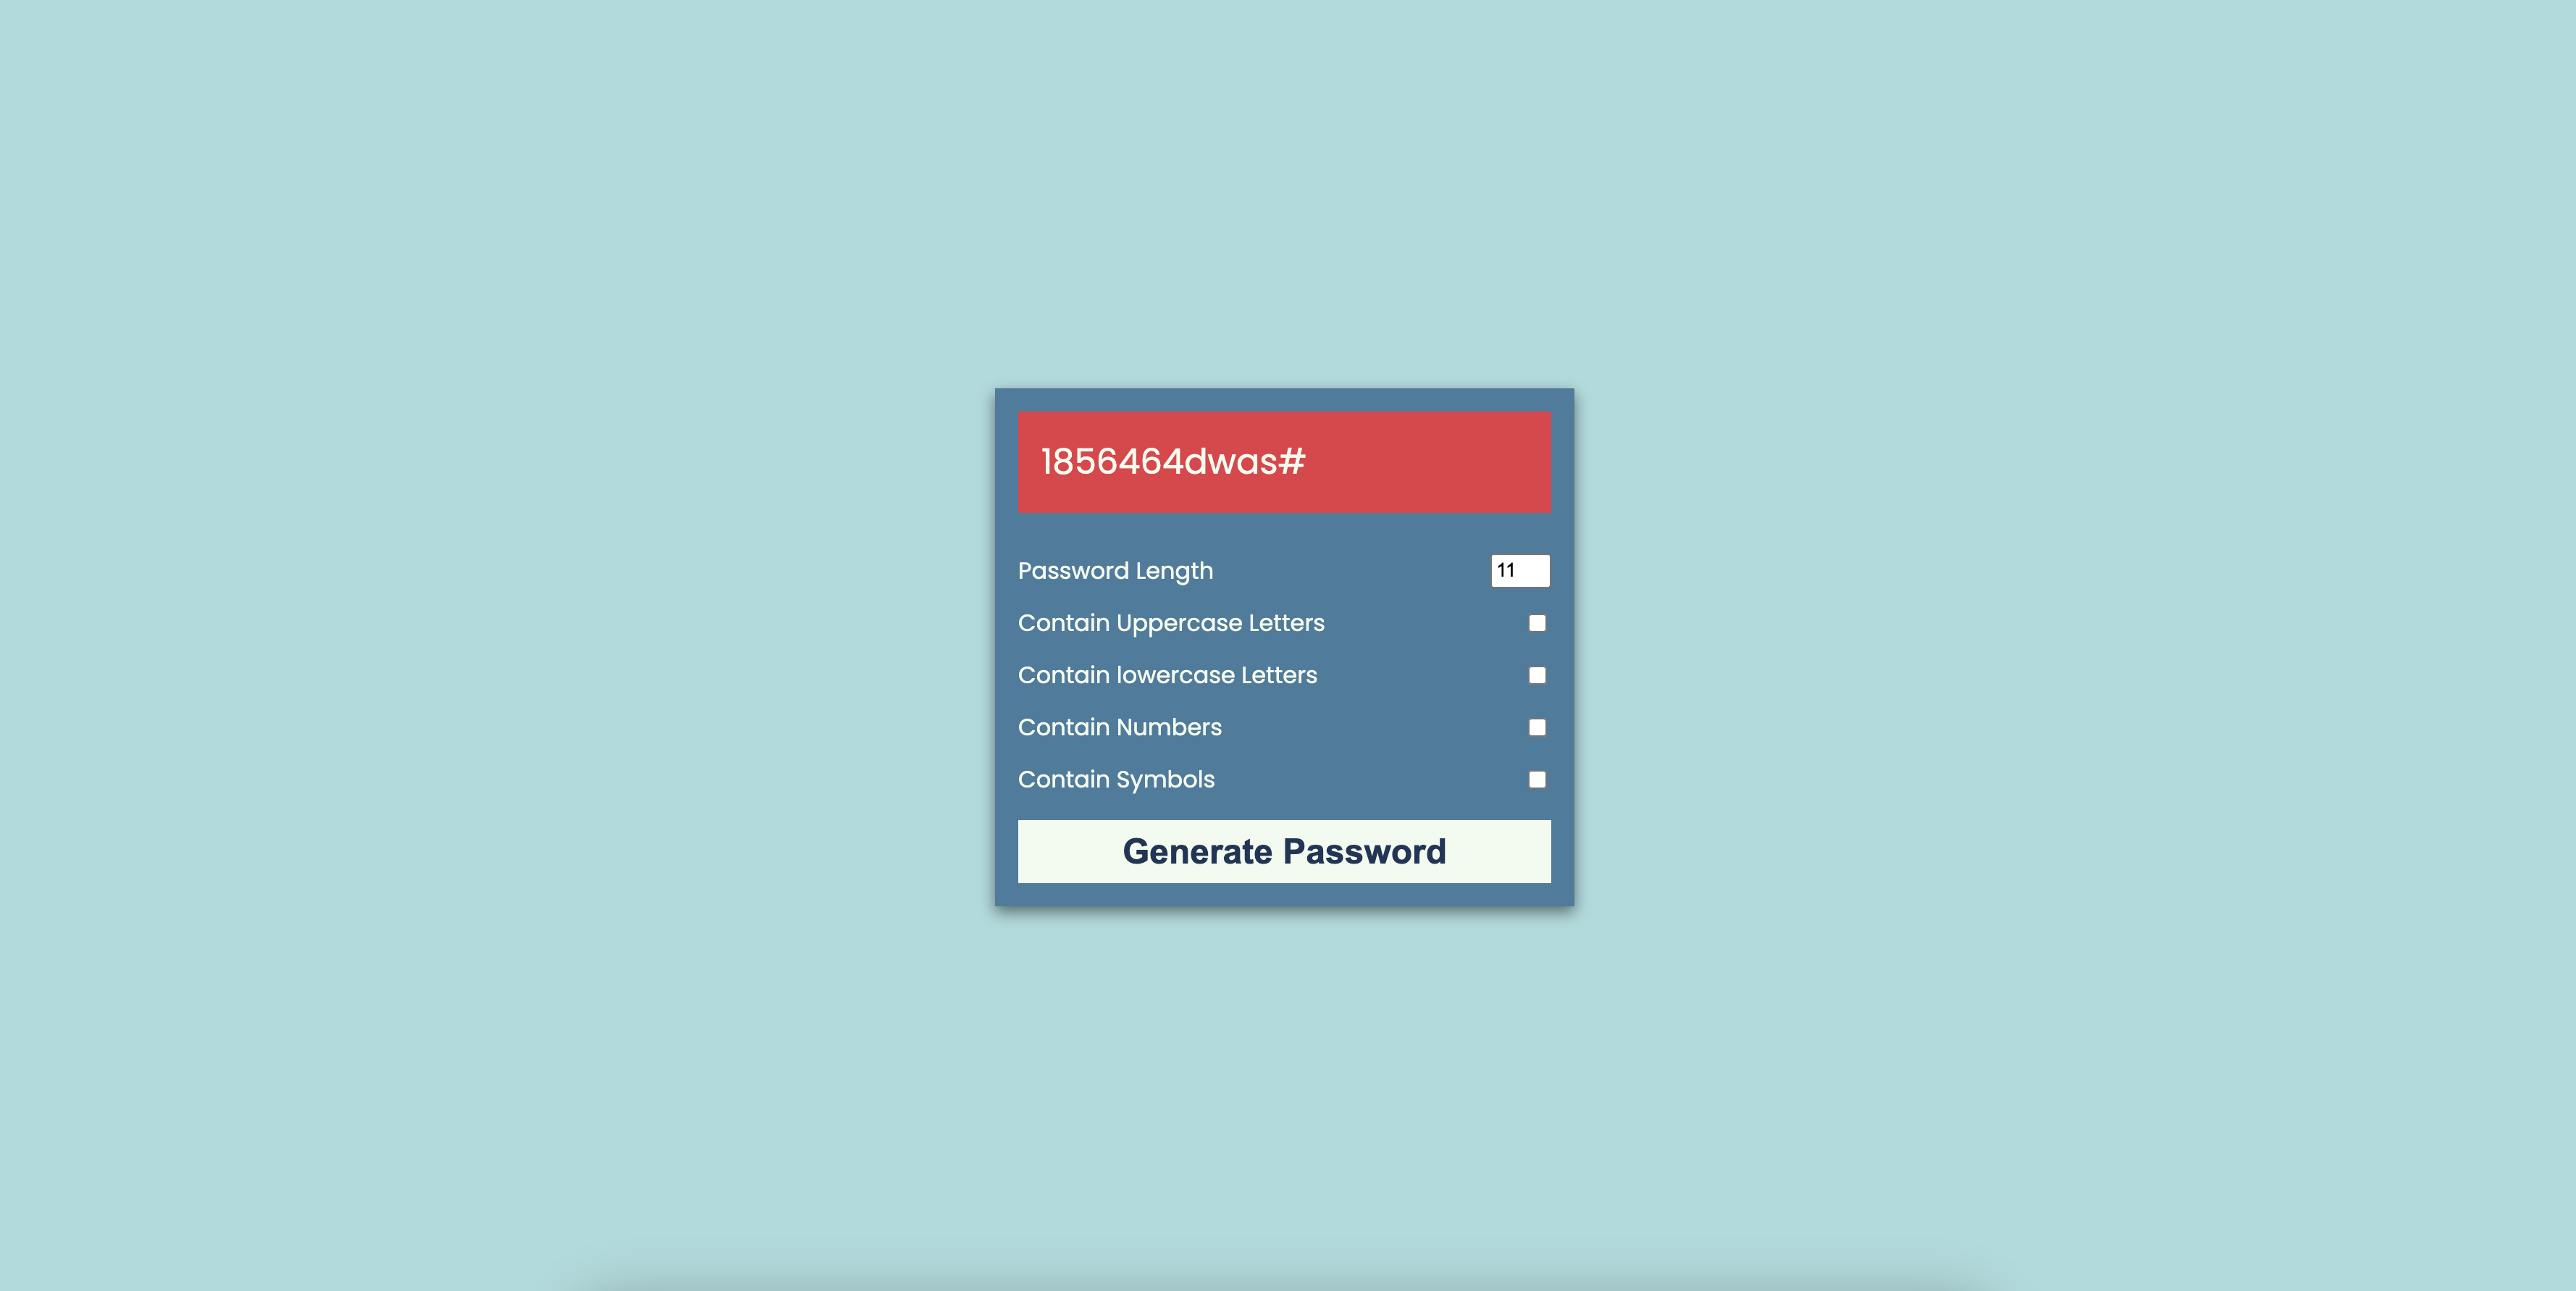 1856464dwas#
Password Length 11
Contain Uppercase Letters
Contain lowercase Letters
Contain Numbers
Contain Symbols
Generate Password